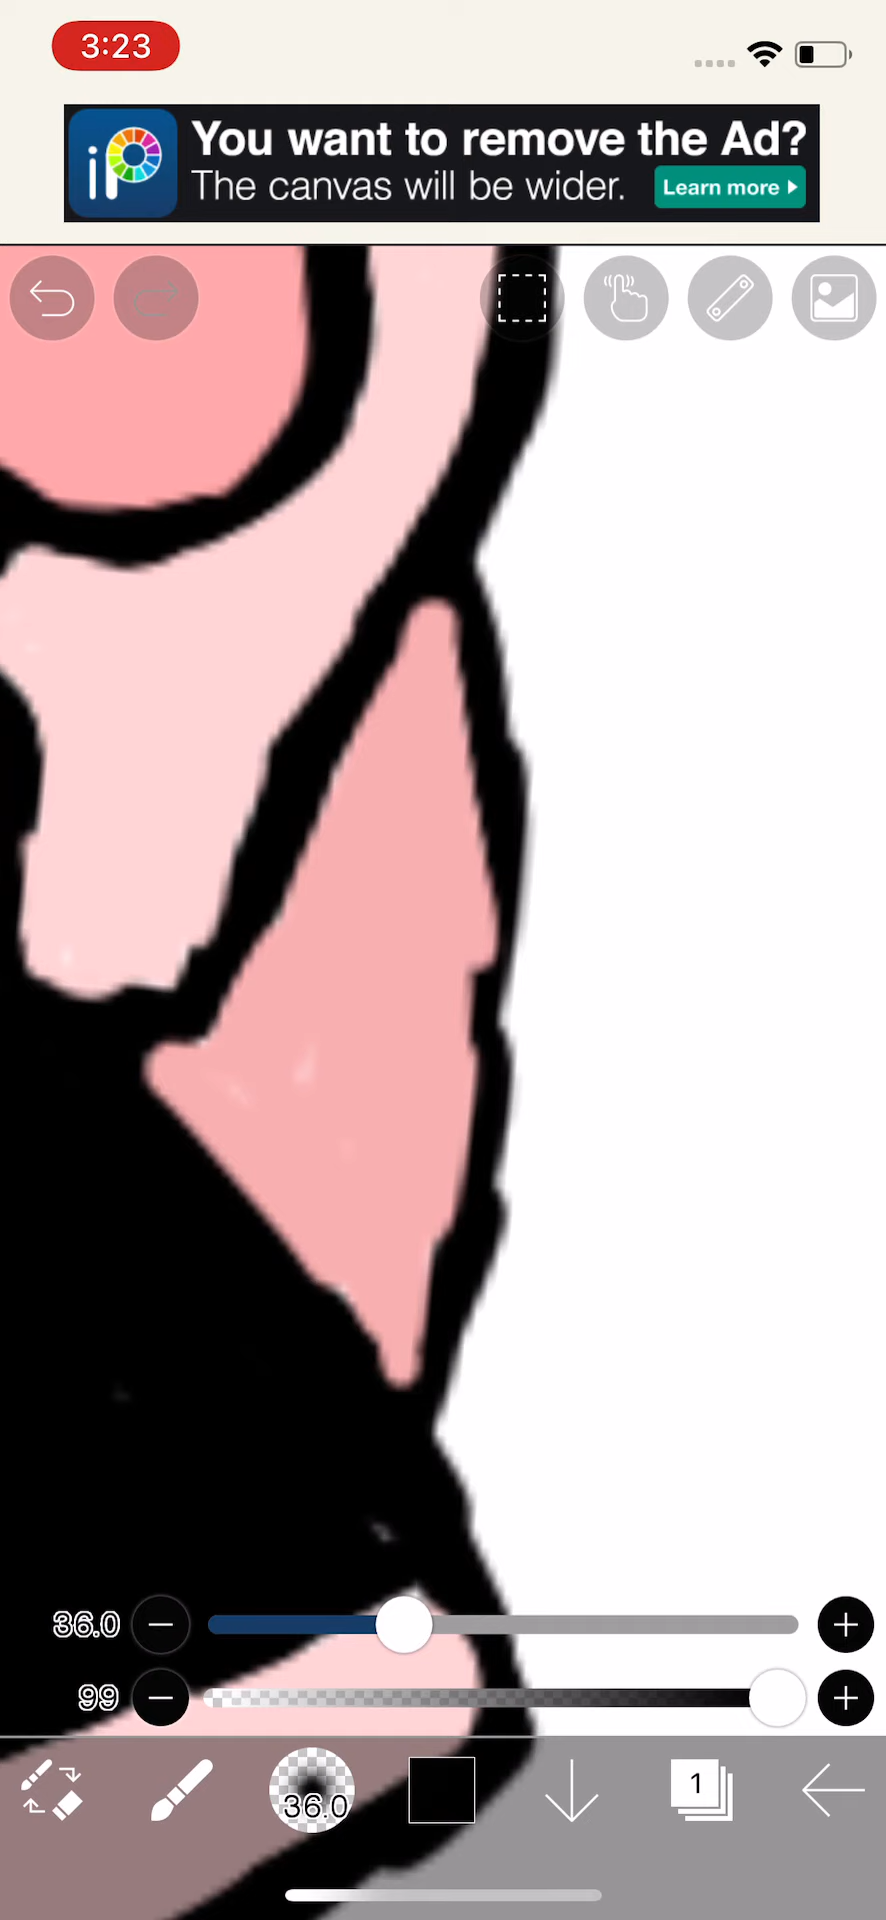 3:23
iP
You want to remove the Ad?
The canvas will be wider.
Learn more
36.0
99
36.0
1